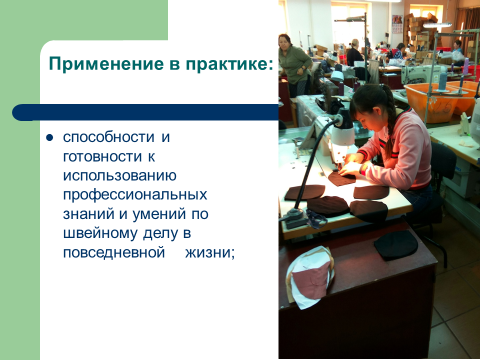 Применение в практике:
способности и
готовности к
использованию
профессиональных
знаний и умений по
швейному делу в
повседневной жизни;